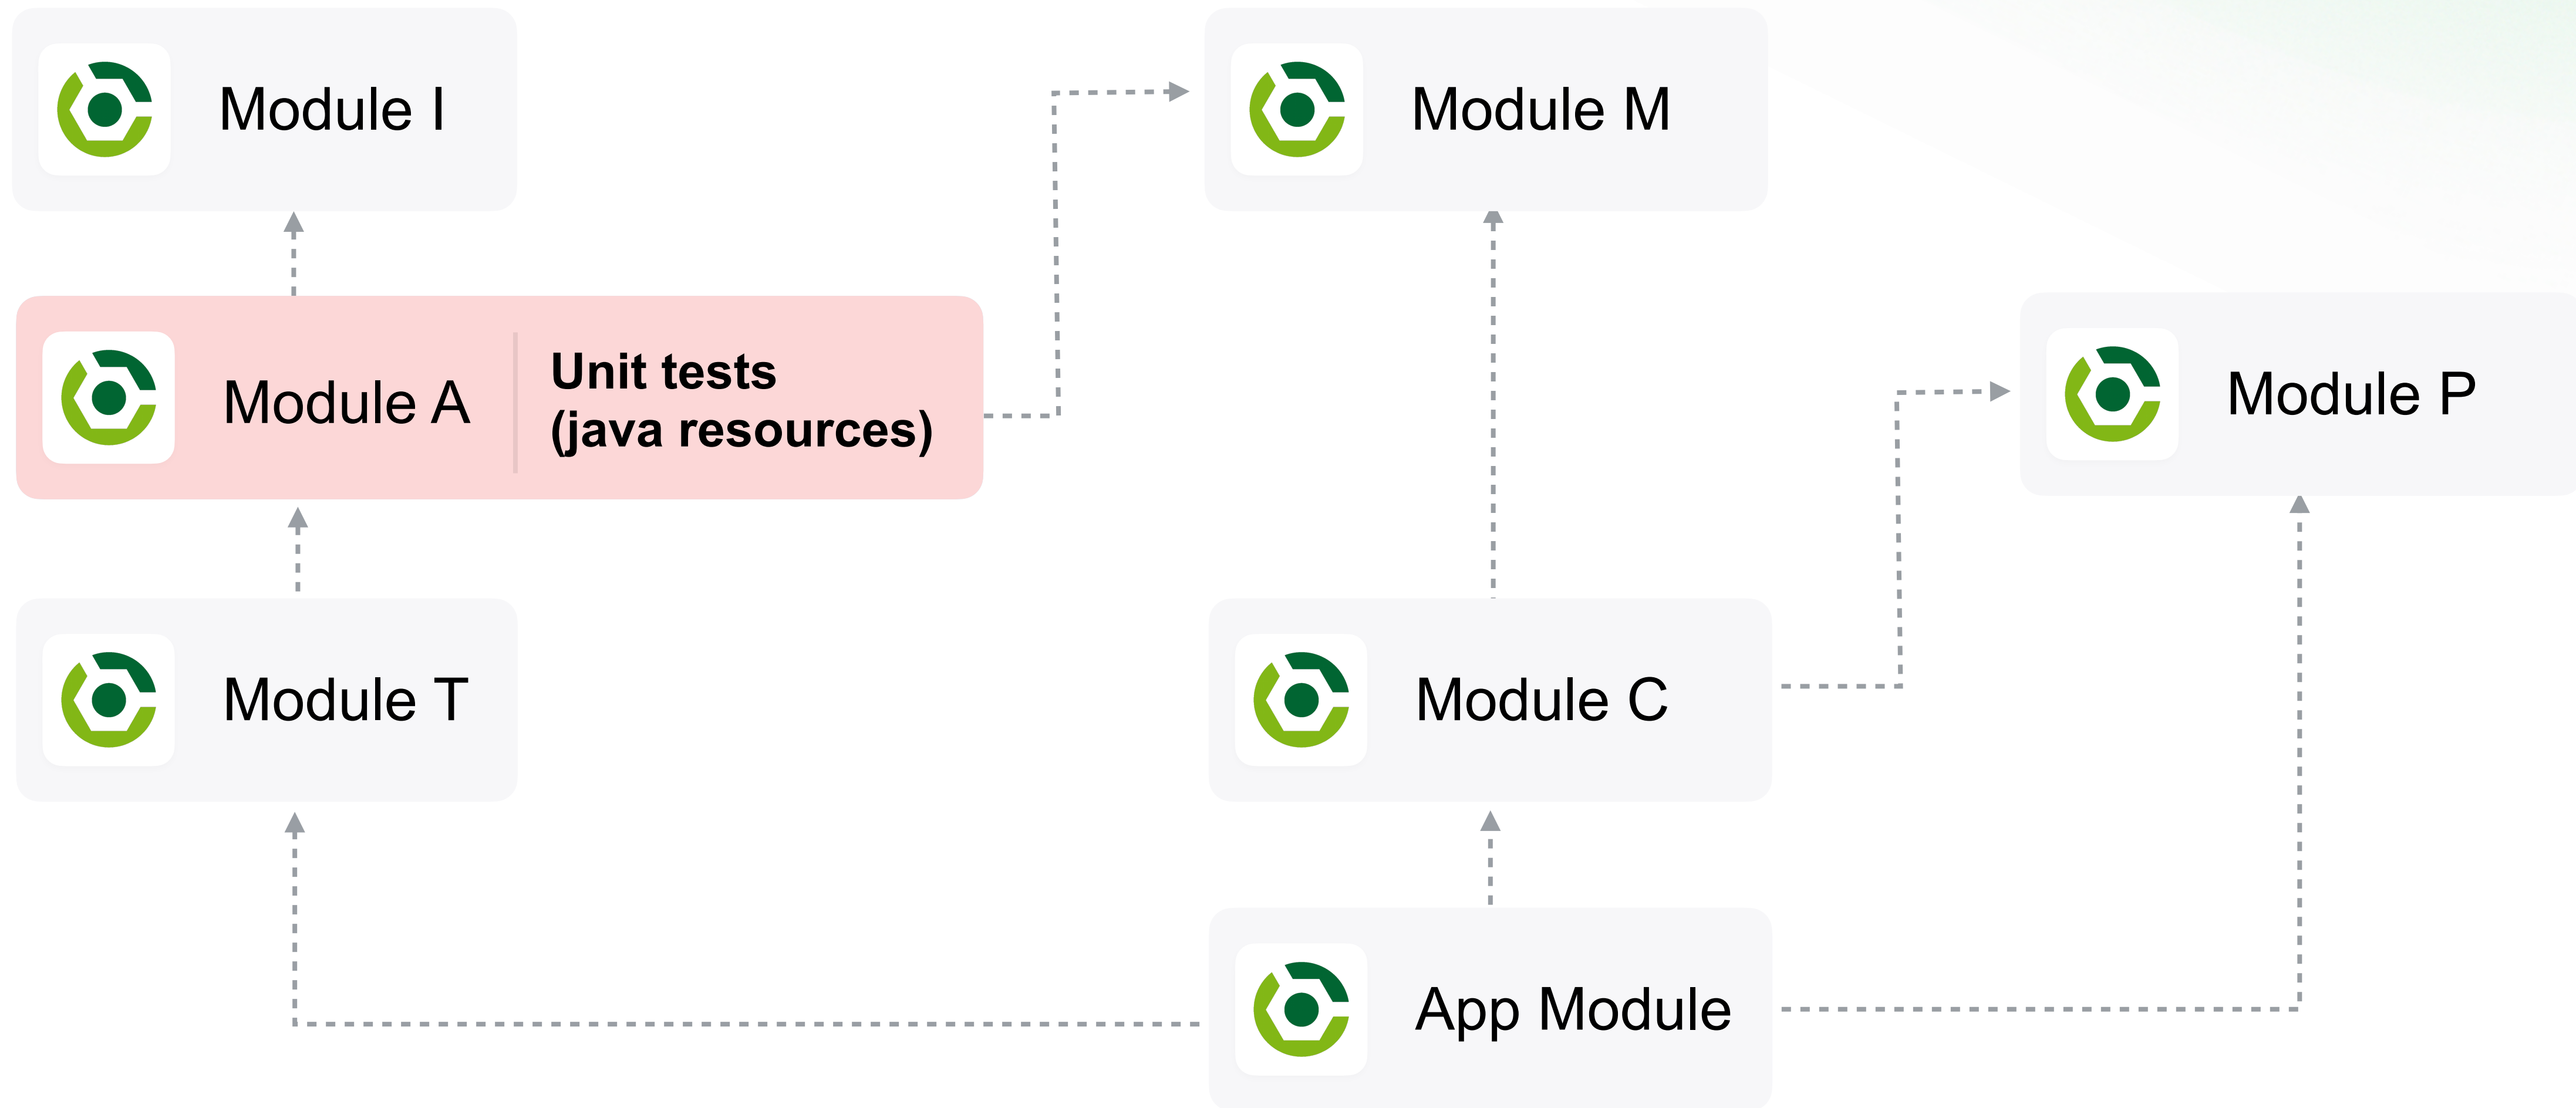 Module I
Module M
Module A
Unit tests
(java resources)
Module P
Module T
Module C
App Module